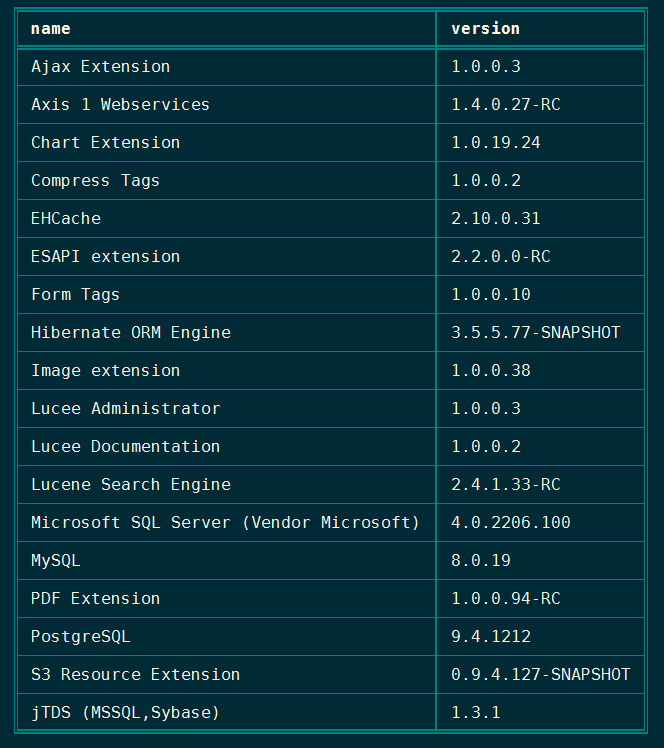 name version
Ajax Extension 1.0.0.3
Axis 1 Webservices 1.4.0.27-RC
Chart Extension 1.0.19.24
Compress Tags 1.0.0.2
EHCache 2.10.0.31
ESAPI extension 2.2.0.0-RC
Form Tags 1.0.0.10
Hibernate ORM Engine 3.5.5.77-SNAPSHOT
Image extension 1.0.0.38
Lucee Administrator 1.0.0.3
Lucee Documentation 1.0.0.2
Lucene Search Engine 2.4.1.33-RC
Microsoft SQL Server (Vendor Microsoft) 4.0.2206.100
MySQL 8.0.19
PDF Extension 1.0.0.94-RC
PostgreSQL 9.4.1212
S3 Resource Extension 0.9.4.127-SNAPSHOT
jTDS (MSSQL,Sybase) 1.3.1